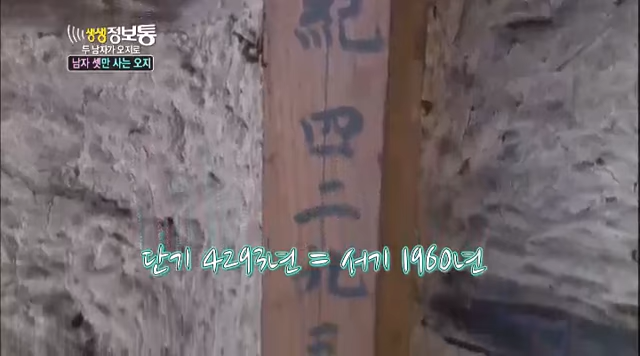 생생정보통
두 남자가 오지로
남자 셋만 사는 오지
紀 四二九
단기 4293년 = 서기 1960년